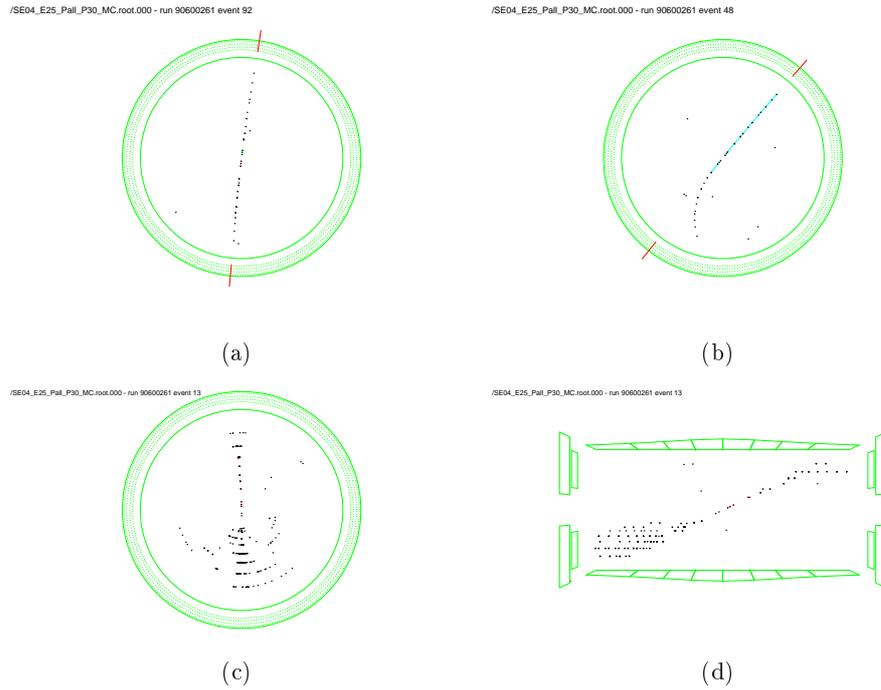 /SE04_E25_Pall_P30_MC.root.000 - run 90600261 event 92
/SE04_E25_Pall_P30_MC.root.000 - run 90600261 event 48
(a)
(b)
/SE04_E25_Pall_P30_MC.root.000 - run 90600261 event 13
/SE04_E25_Pall_P30_MC.root.000 - run 90600261 event 13
(c)
(d)